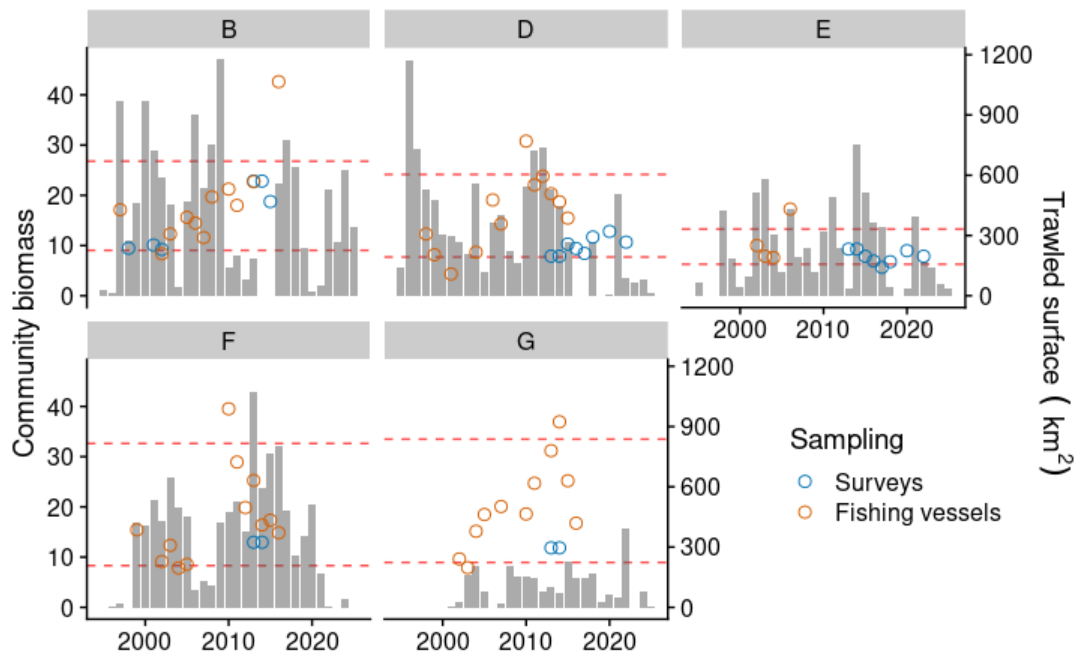 B D E
1200
40 900
30
600
20
10 300
0 0
2000 2010 2020
Community biomass
Trawled surface ( km2)
F G
1200
40
900
30
600
20
10 300
0 0
2000 2010 2020 2000 2010 2020
Sampling
Surveys
Fishing vessels